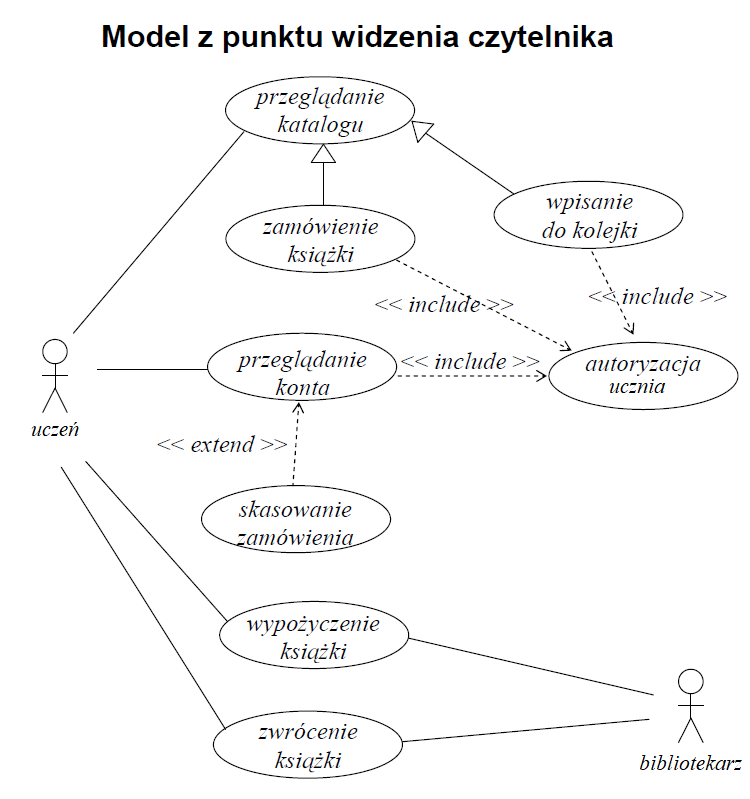 Model z punktu widzenia czytelnika
przeglądanie
katalogu
zamówienie
książki
wpisanie
do kolejki
<< include >>
<< include >>
przeglądanie
konta
<< include >>
autoryzacja
ucznia
uczeń
<< extend >>
skasowanie
zamówienia
wypożyczenie
książki
zwrócenie
książki
bibliotekarz